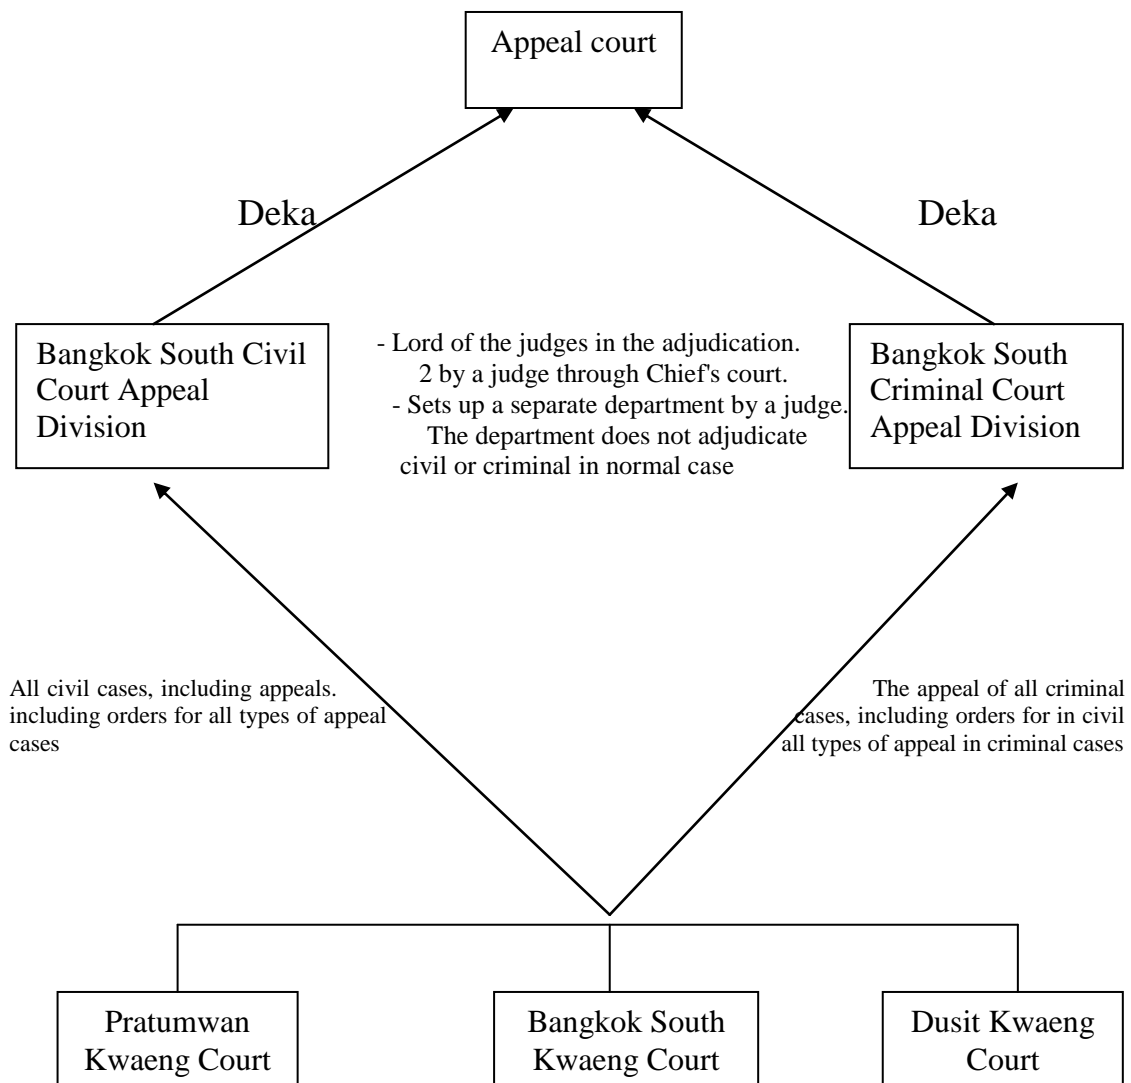 Appeal court
Deka
Deka
Bangkok South Civil
Court Appeal
Division
- Lord of the judges in the adjudication.
2 by a judge through Chief's court.
- Sets up a separate department by a judge.
The department does not adjudicate
civil or criminal in normal case
Bangkok South
Criminal Court
Appeal Division
All civil cases, including appeals.
including orders for all types of appeal
cases
The appeal of all criminal
cases, including orders for in civil
all types of appeal in criminal cases
Pratumwan
Kwaeng Court
Bangkok South
Kwaeng Court
Dusit Kwaeng
Court